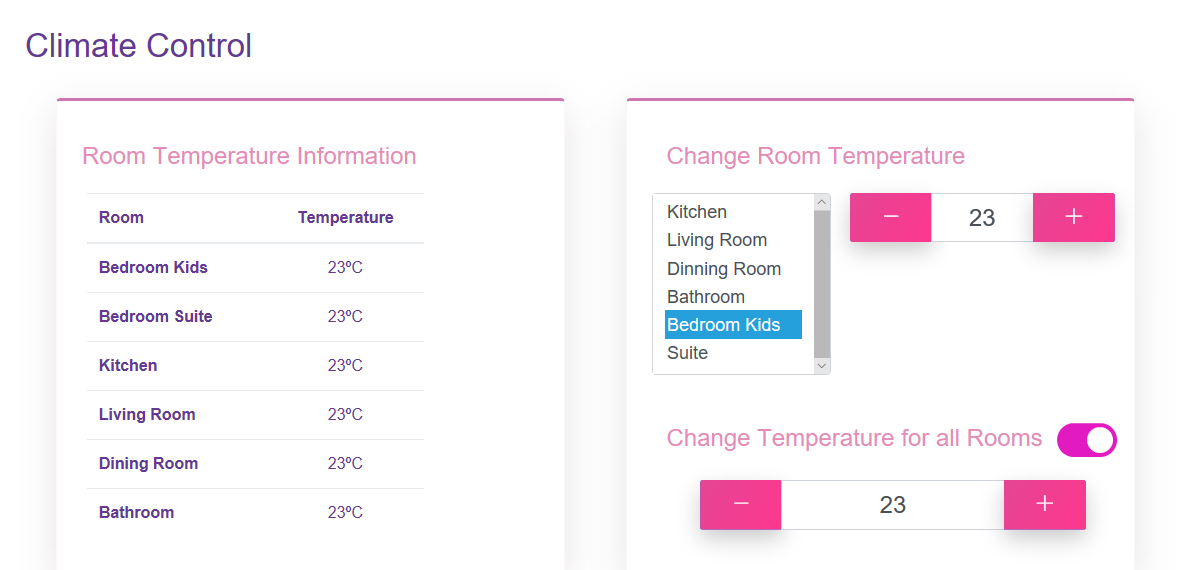 Climate Control
Room Temperature Information
Room Temperature
Bedroom Kids 23ºC
Bedroom Suite 23ºC
Kitchen 23ºC
Living Room 23ºC
Dining Room 23ºC
Bathroom 23ºC
Change Room Temperature
Kitchen
Living Room
Dinning Room
Bathroom
Bedroom Kids
Suite
− 23 +
Change Temperature for all Rooms
− 23 +